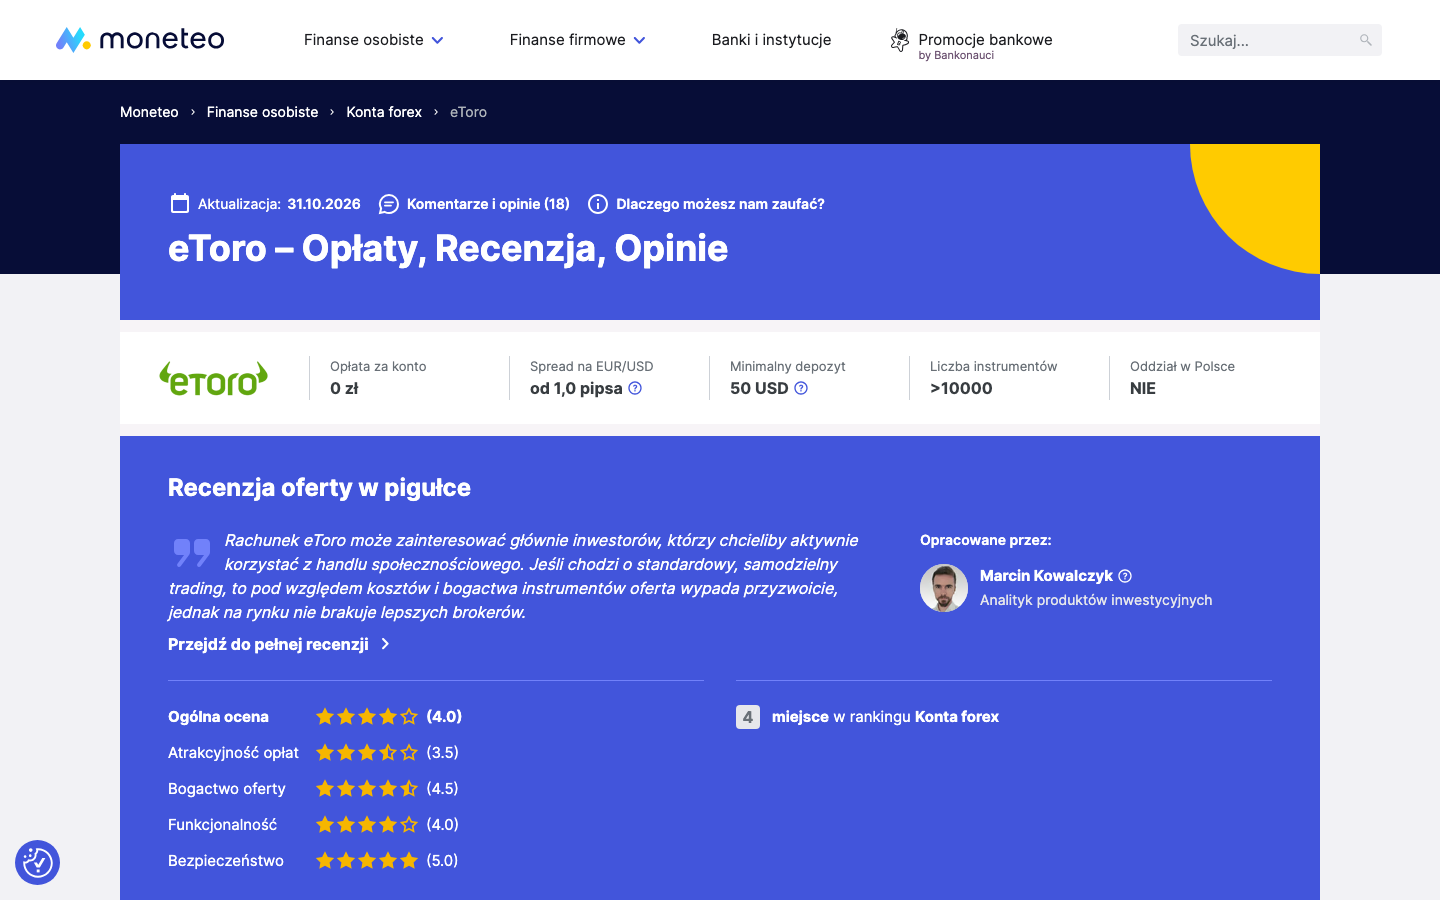 moneteo
Finanse osobiste
Finanse firmowe
Banki i instytucje
Promocje bankowe
by Bankonauci
Szukaj...
Moneteo › Finanse osobiste › Konta forex › eToro
Aktualizacja: 31.10.2026 Komentarze i opinie (18) Dlaczego możesz nam zaufać?
eToro – Opłaty, Recenzja, Opinie
eToro
Opłata za konto
0 zł
Spread na EUR/USD
od 1,0 pipsa
Minimalny depozyt
50 USD
Liczba instrumentów
>10000
Oddział w Polsce
NIE
Recenzja oferty w pigułce
Rachunek eToro może zainteresować głównie inwestorów, którzy chcieliby aktywnie
korzystać z handlu społecznościowego. Jeśli chodzi o standardowy, samodzielny
trading, to pod względem kosztów i bogactwa instrumentów oferta wypada przyzwoicie,
jednak na rynku nie brakuje lepszych brokerów.
Przejdź do pełnej recenzji
Opracowane przez:
Marcin Kowalczyk
Analityk produktów inwestycyjnych
Ogólna ocena (4.0)
Atrakcyjność opłat (3.5)
Bogactwo oferty (4.5)
Funkcjonalność (4.0)
Bezpieczeństwo (5.0)
4 miejsce w rankingu Konta forex